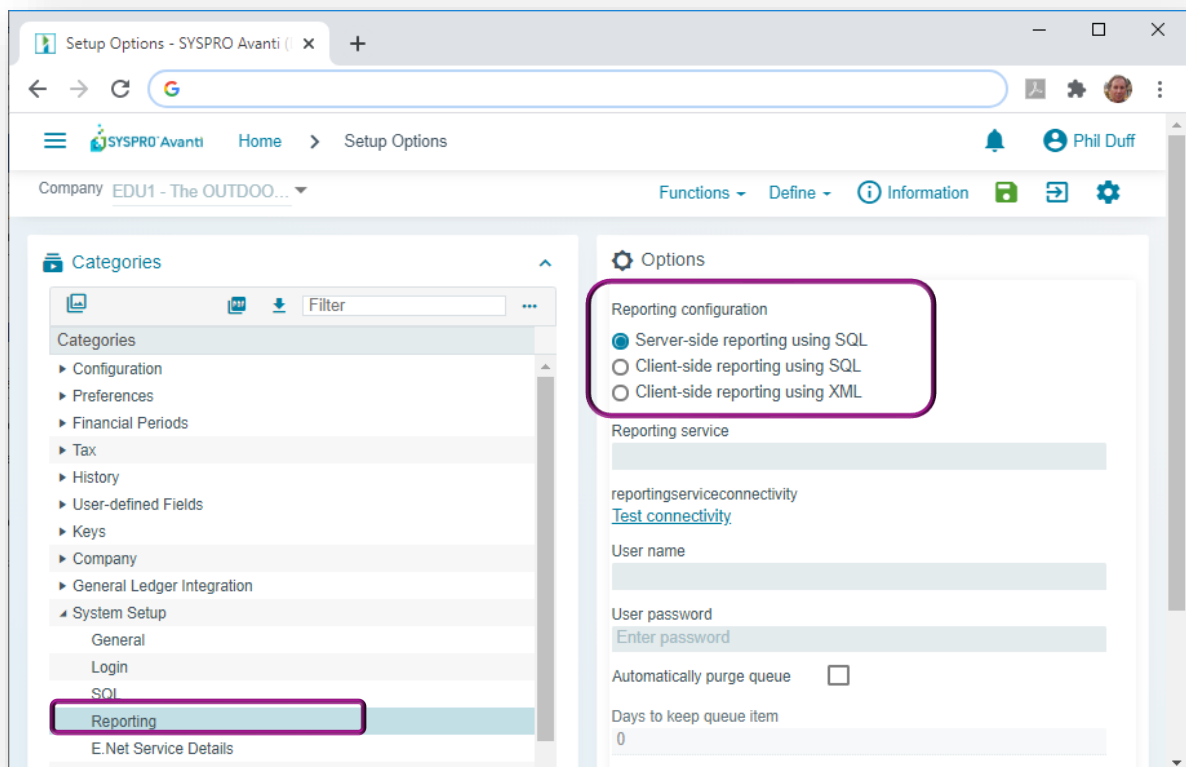 Setup Options - SYSPRO Avanti (
SYSPRO Avanti Home > Setup Options Phil Duff
Company EDU1 - The OUTDOO... Functions Define Information
Categories
Filter
Categories
Configuration
Preferences
Financial Periods
Tax
History
User-defined Fields
Keys
Company
General Ledger Integration
System Setup
General
Login
SQL
Reporting
E.Net Service Details
Options
Reporting configuration
Server-side reporting using SQL
Client-side reporting using SQL
Client-side reporting using XML
Reporting service
reportingserviceconnectivity
Test connectivity
User name
User password
Enter password
Automatically purge queue
Days to keep queue item
0